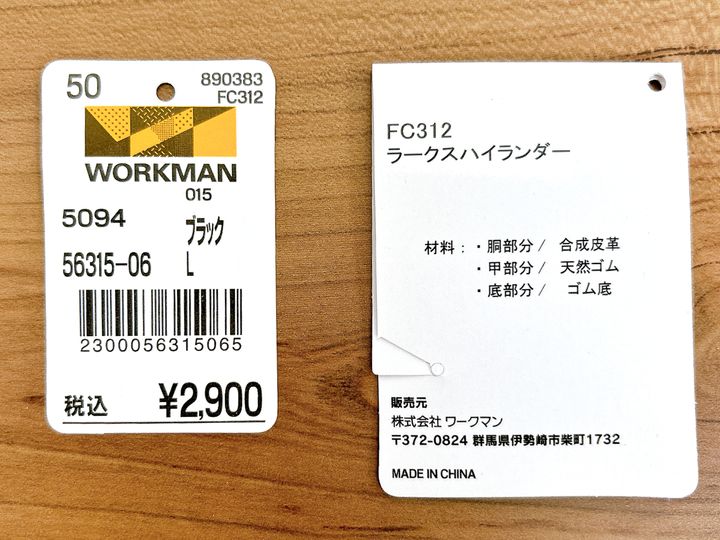 50
890383
FC312
WORKMAN
015
5094
ブラック
56315-06
L
2300056315065
税込 ¥2,900
FC312
ラークスハイランダー
材料：・胴部分 / 合成皮革
・甲部分 / 天然ゴム
・底部分 / ゴム底
販売元
株式会社 ワークマン
〒372-0824 群馬県伊勢崎市柴町1732
MADE IN CHINA